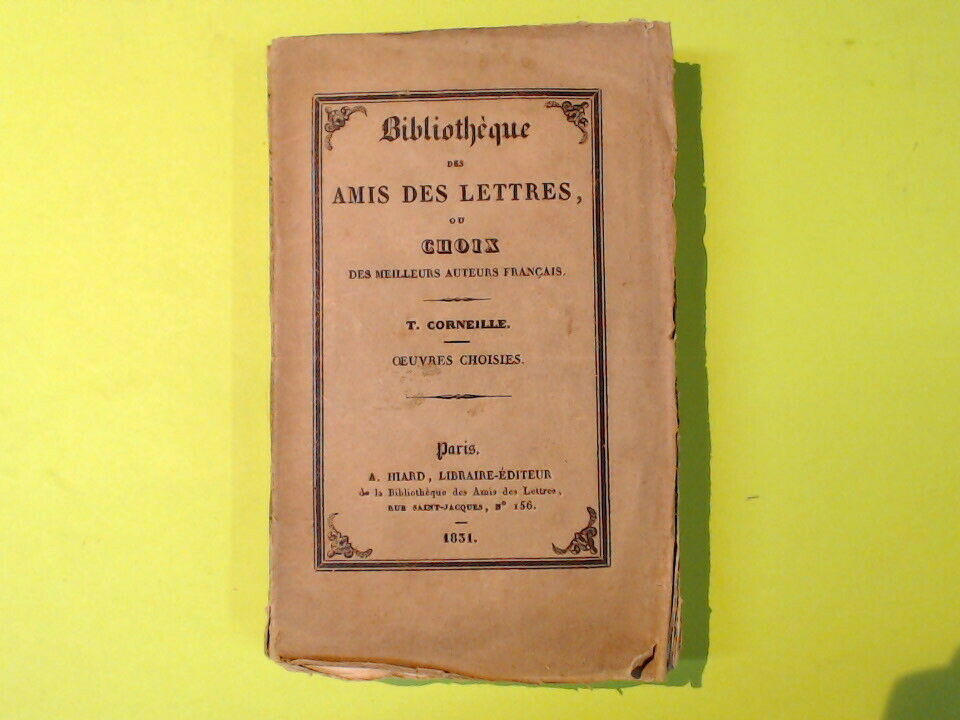 Bibliothèque
DES
AMIS DES LETTRES,
OU
CHOIX
DES MEILLEURS AUTEURS FRANÇAIS.
T. CORNEILLE.
ŒUVRES CHOISIES.
Paris,
A. HIARD, LIBRAIRE-ÉDITEUR
de la Bibliothèque des Amis des Lettres,
RUE SAINT-JACQUES, No 156.
1831.